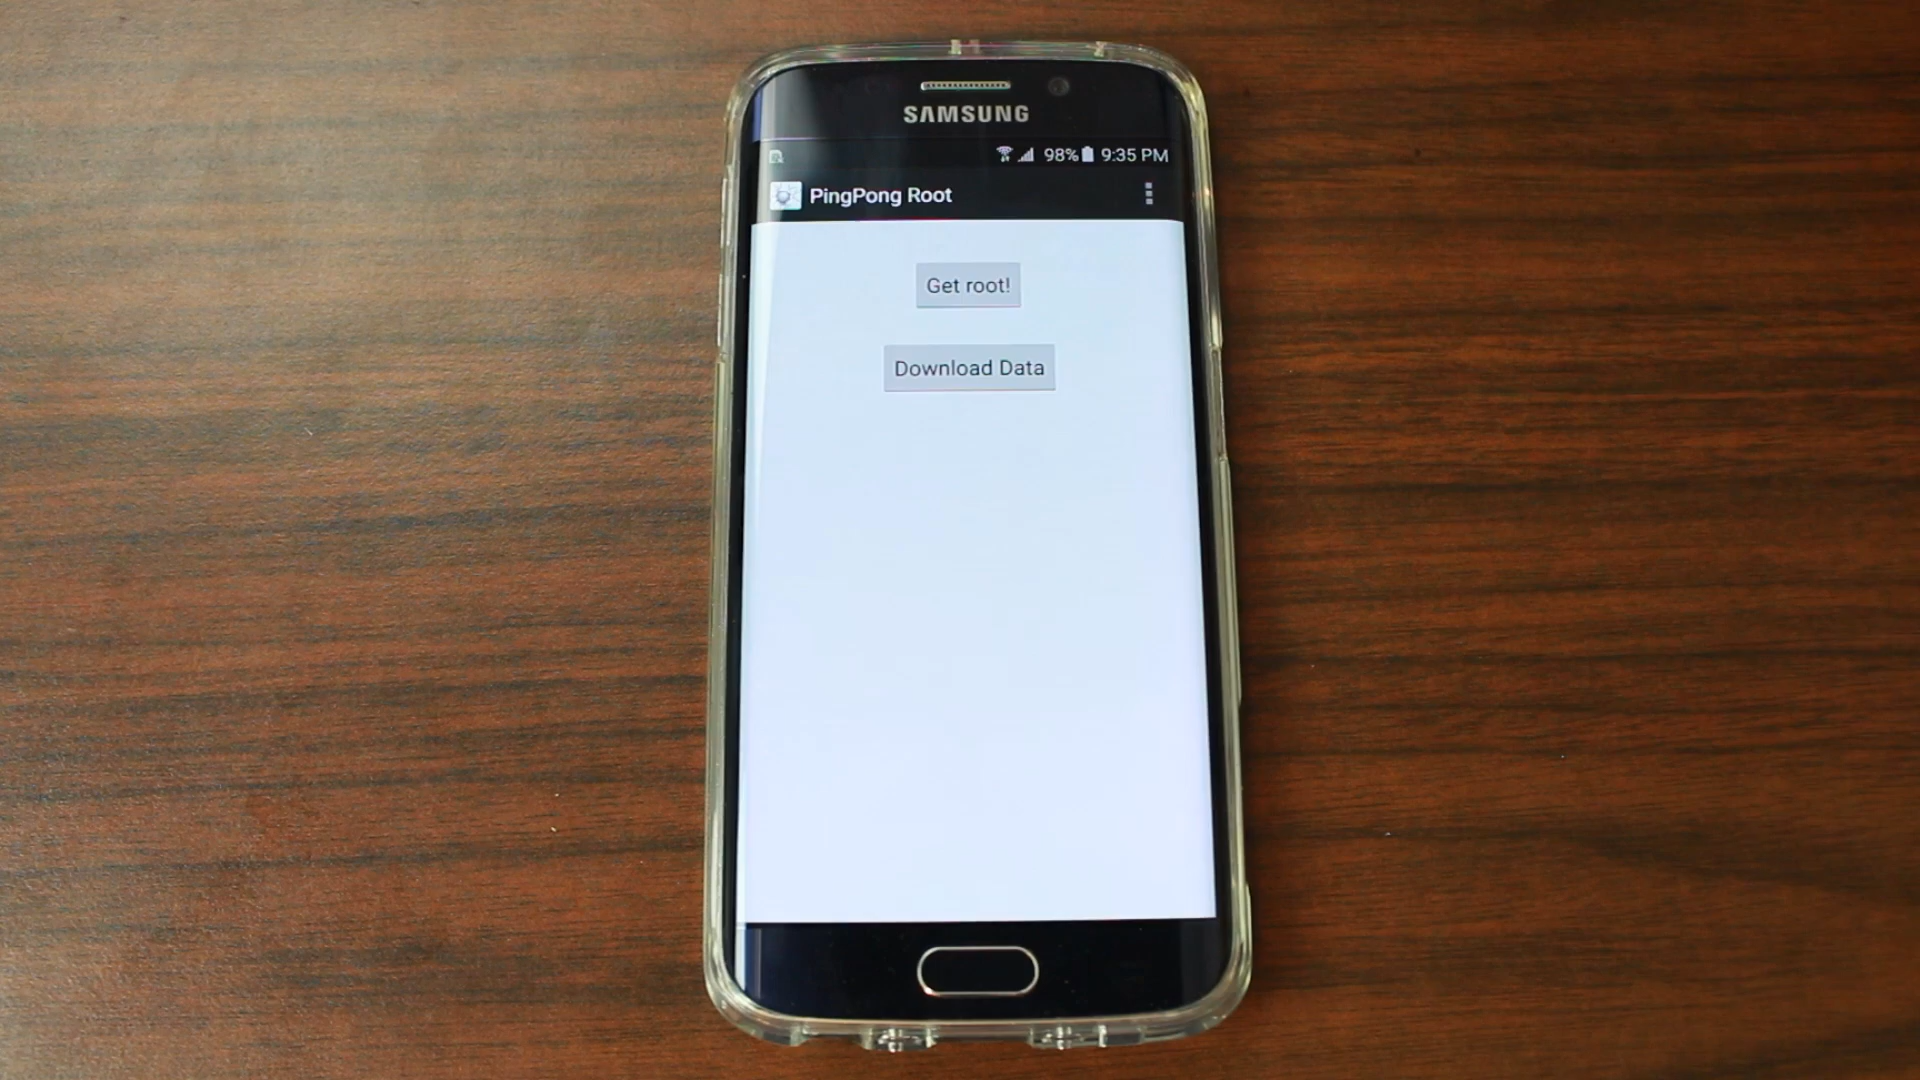 SAMSUNG
98% 9:35 PM
PingPong Root
Get root!
Download Data